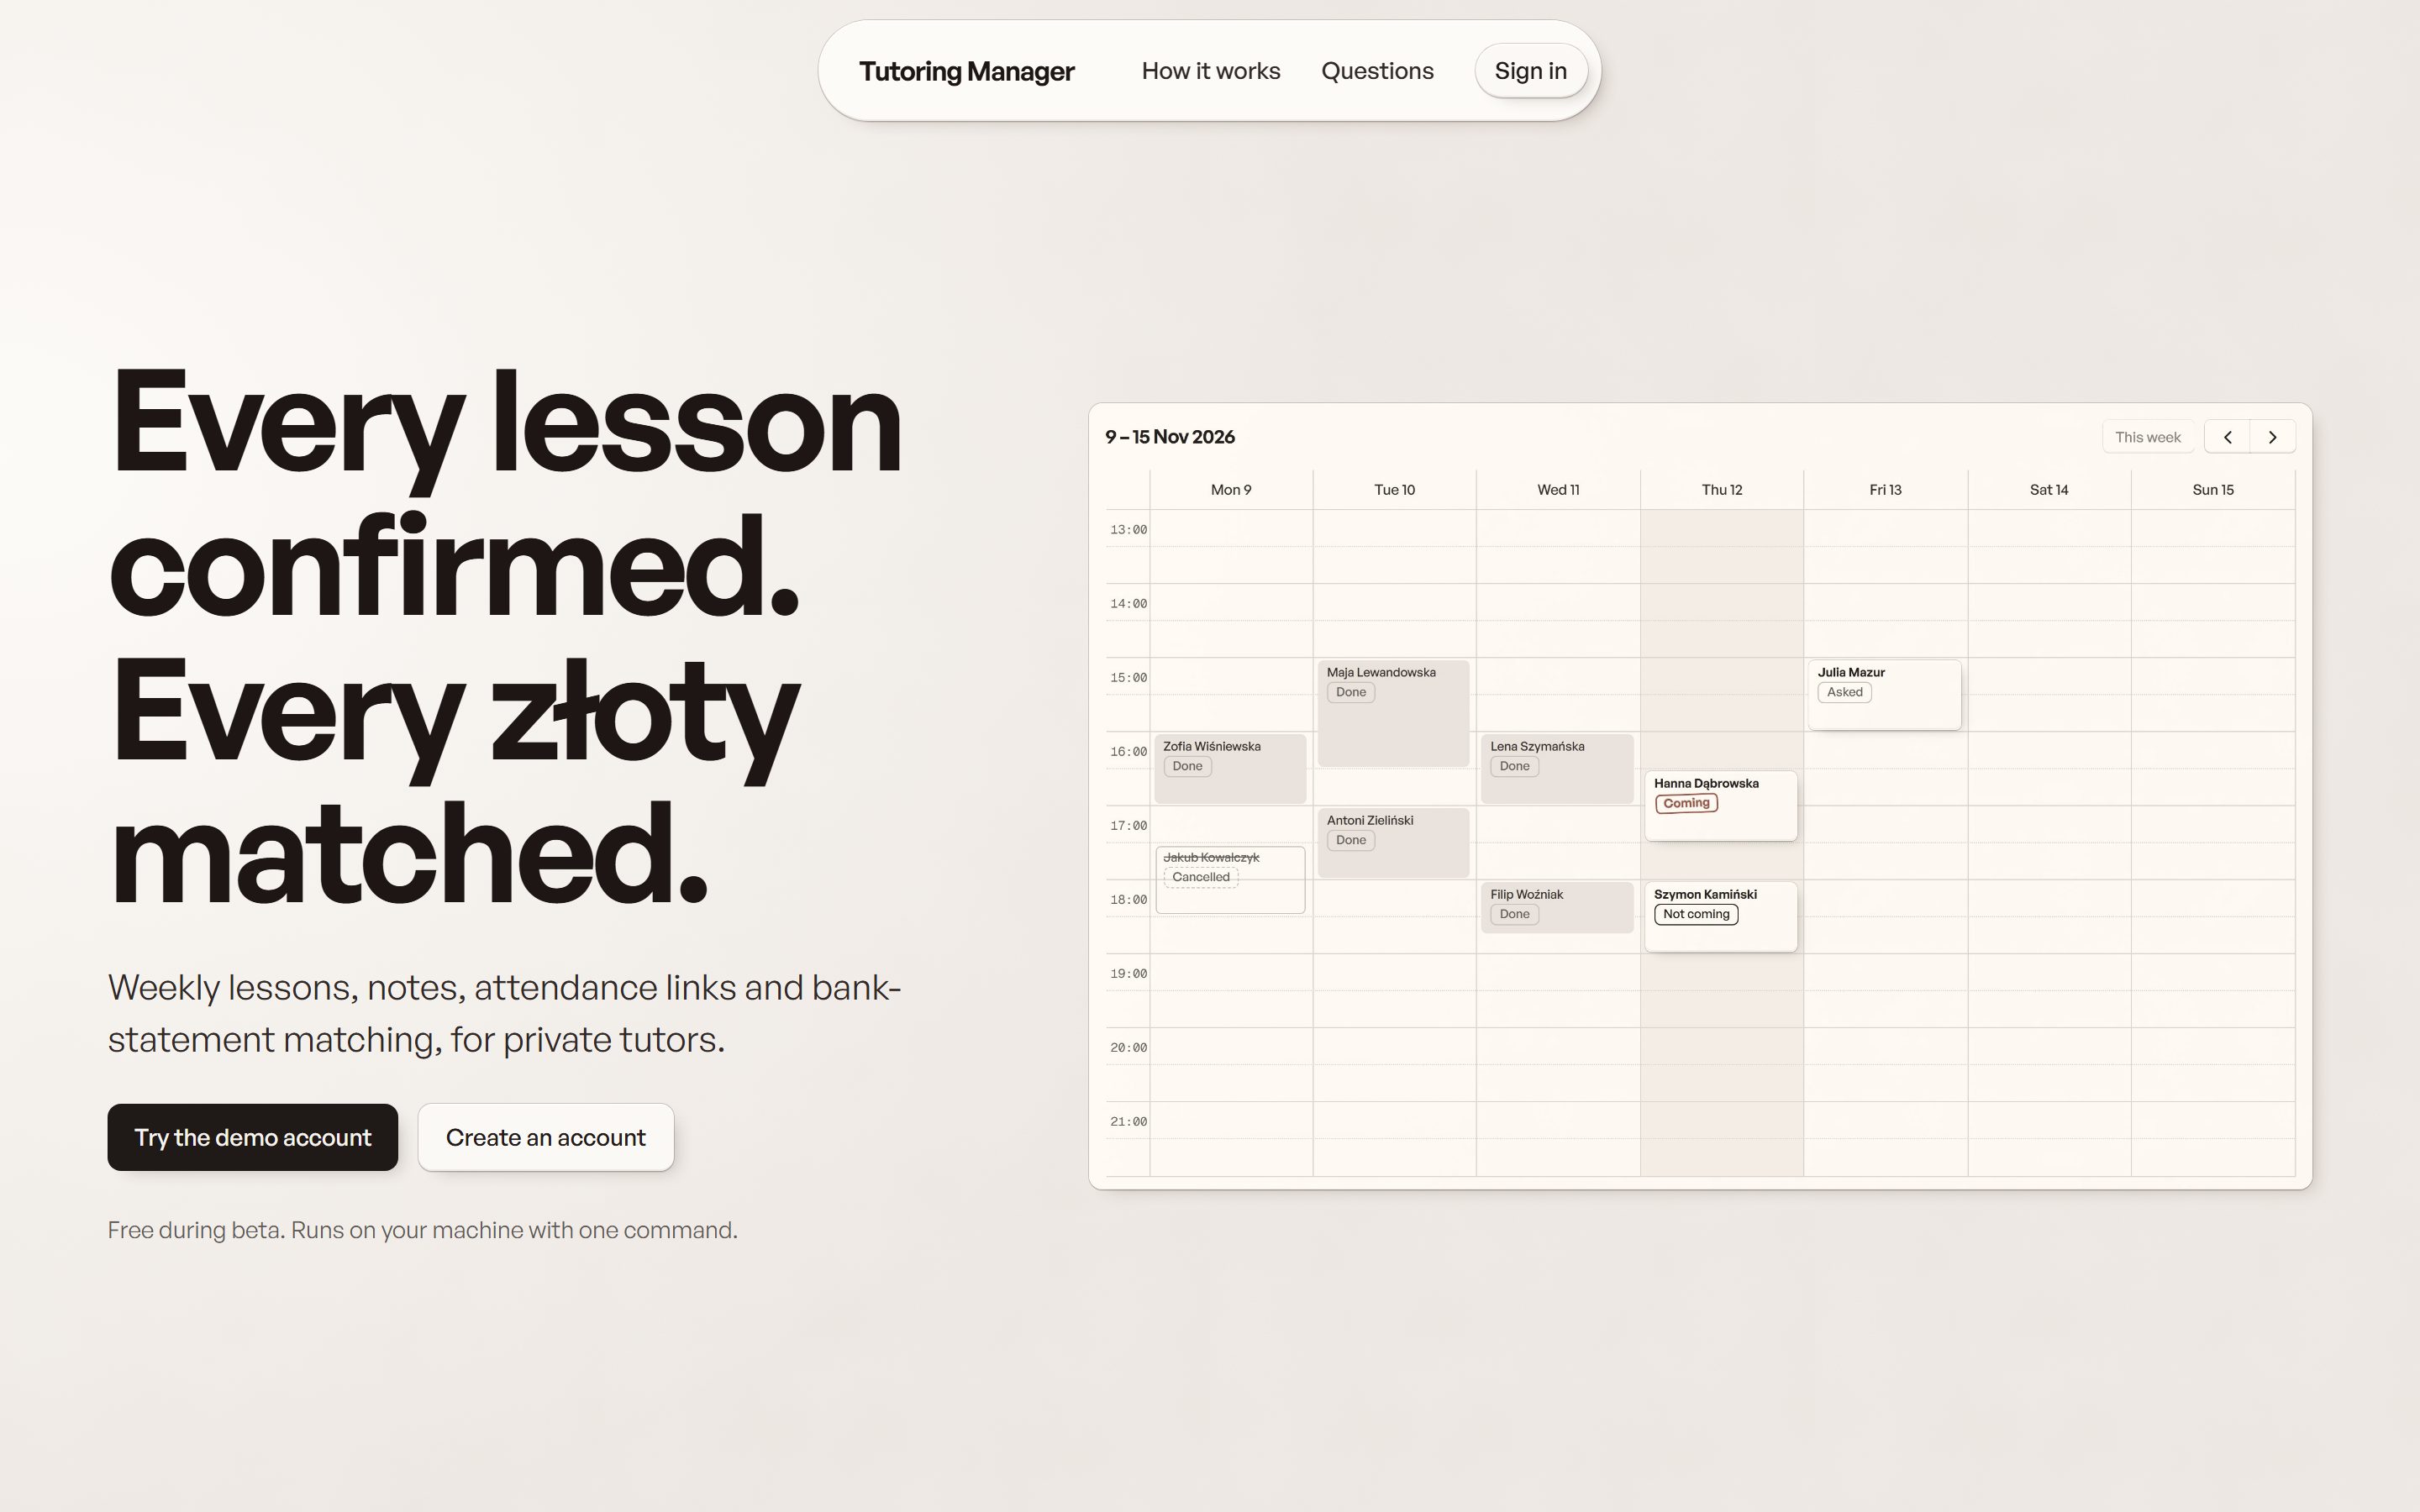 Tutoring Manager How it works Questions Sign in
Every lesson
confirmed.
Every złoty
matched.
Weekly lessons, notes, attendance links and bank-
statement matching, for private tutors.
Try the demo account Create an account
Free during beta. Runs on your machine with one command.
9 – 15 Nov 2026 This week
Mon 9 Tue 10 Wed 11 Thu 12 Fri 13 Sat 14 Sun 15
13:00
14:00
15:00
Maja Lewandowska
Done
Julia Mazur
Asked
16:00
Zofia Wiśniewska
Done
Lena Szymańska
Done
Hanna Dąbrowska
Coming
17:00
Antoni Zieliński
Done
Jakub Kowalczyk
Cancelled
18:00
Filip Woźniak
Done
Szymon Kamiński
Not coming
19:00
20:00
21:00